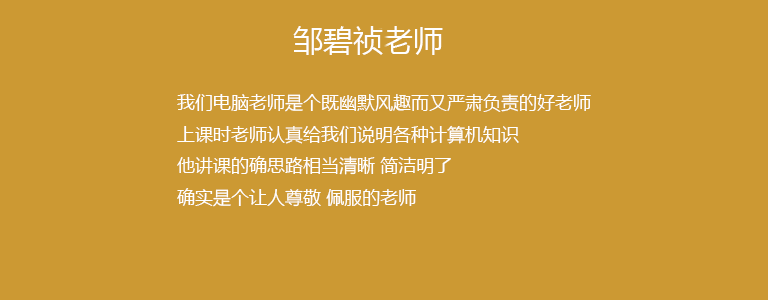 邹碧祯老师
我们电脑老师是个既幽默风趣而又严肃负责的好老师
上课时老师认真给我们说明各种计算机知识
他讲课的确思路相当清晰 简洁明了
确实是个让人尊敬 佩服的老师